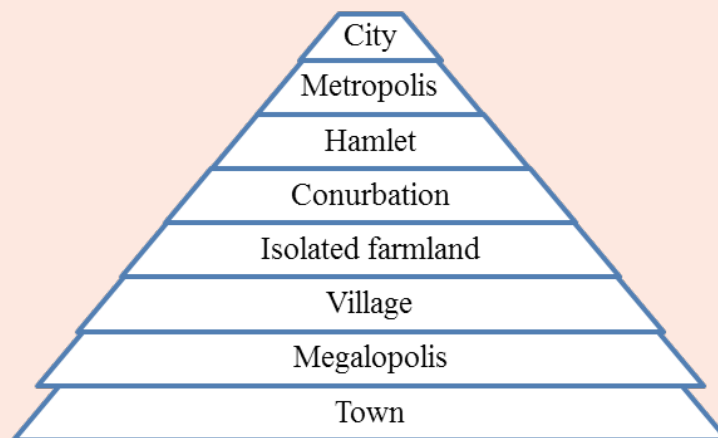 City
Metropolis
Hamlet
Conurbation
Isolated farmland
Village
Megalopolis
Town